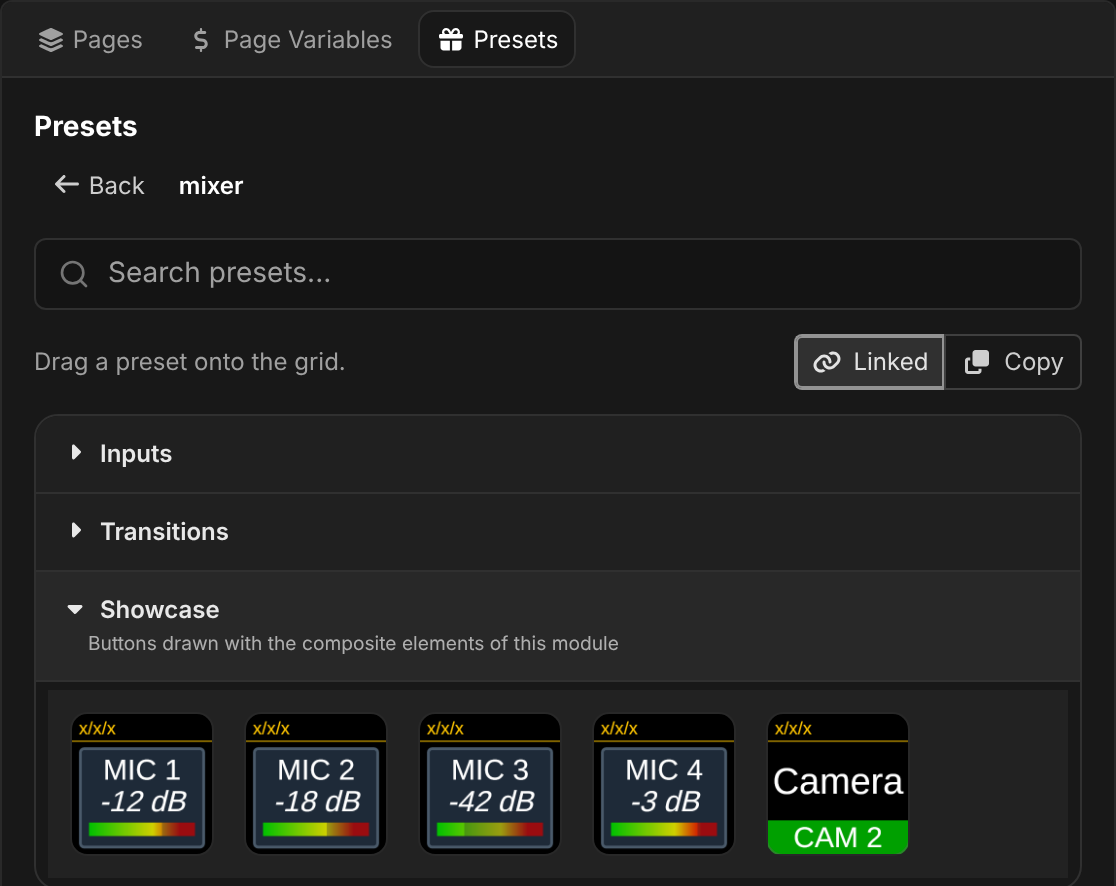 Pages $ Page Variables Presets
Presets
Back mixer
Search presets...
Drag a preset onto the grid. Linked Copy
Inputs
Transitions
Showcase
Buttons drawn with the composite elements of this module
x/x/x x/x/x x/x/x x/x/x x/x/x
MIC 1 MIC 2 MIC 3 MIC 4 Camera
-12 dB -18 dB -42 dB -3 dB CAM 2